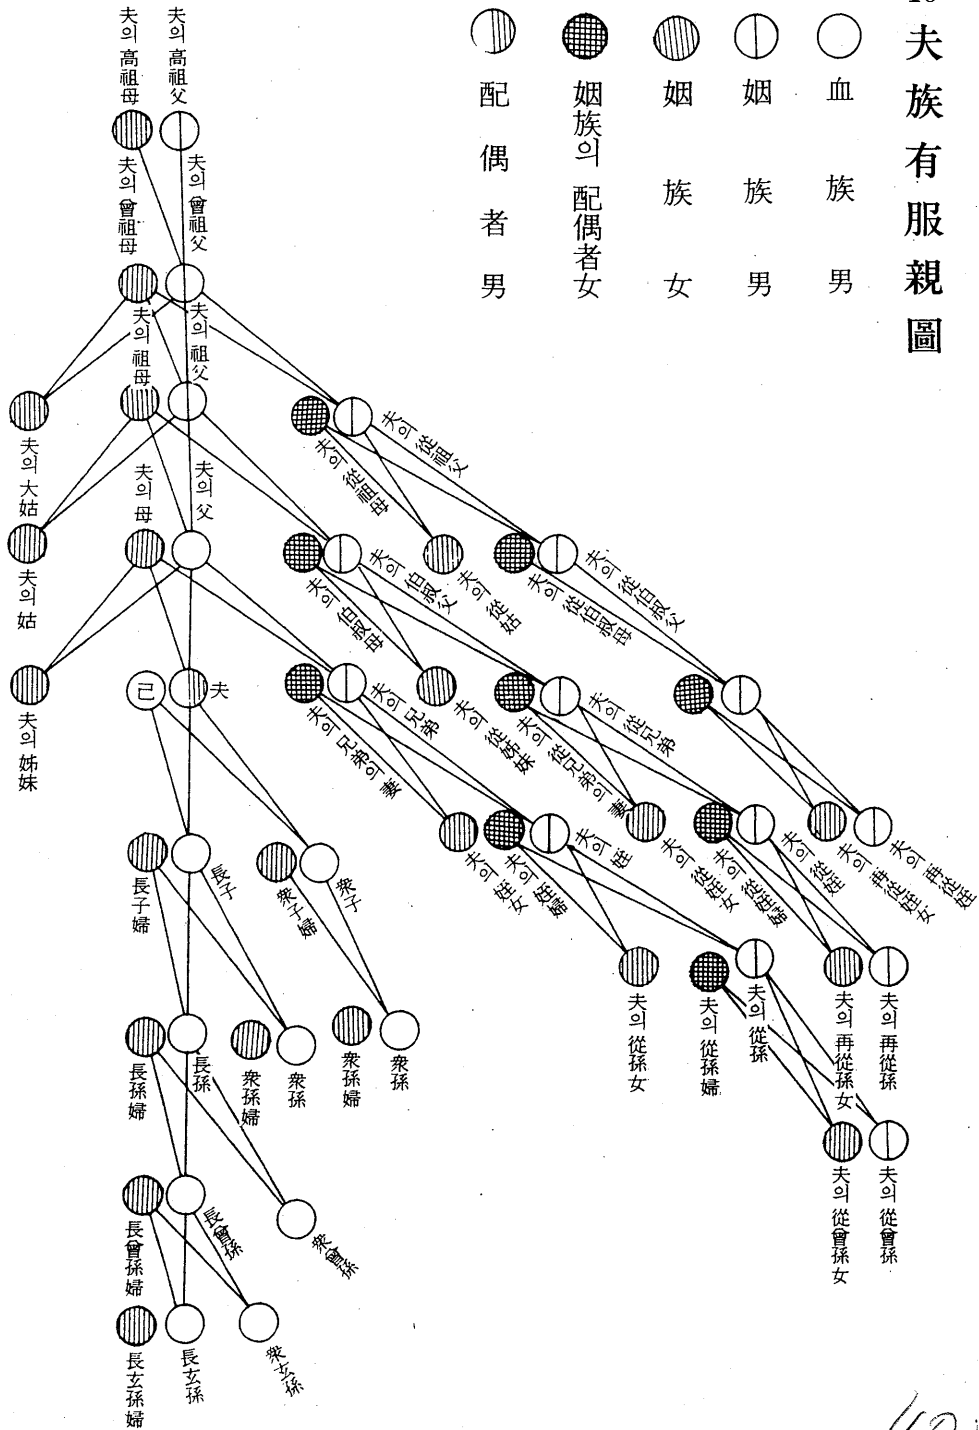 夫族有服親圖
血族男
姻族男
姻族女
姻族의 配偶者女
配偶者男
夫의 高祖父
夫의 高祖母
夫의 曾祖父
夫의 曾祖母
夫의 祖父
夫의 祖母
夫의 從祖父
夫의 從祖母
夫의 大姑
夫의 父
夫의 母
夫의 從伯叔父
夫의 從伯叔母
夫의 從姑
夫의 伯叔父
夫의 伯叔母
夫의 姑
夫
己
夫의 從兄弟
夫의 從兄弟의 妻
夫의 從姊妹
夫의 兄弟
夫의 兄弟의 妻
夫의 姊妹
夫의 再從姪
夫의 再從姪女
夫의 從姪
夫의 從姪婦
夫의 從姪女
夫의 姪
夫의 姪婦
夫의 姪女
衆子
衆子婦
長子
長子婦
夫의 再從孫
夫의 再從孫女
夫의 從孫
夫의 從孫婦
夫의 從孫女
衆孫
衆孫婦
衆孫
衆孫婦
長孫
長孫婦
夫의 從曾孫
夫의 從曾孫女
衆曾孫
長曾孫
長曾孫婦
衆玄孫
長玄孫
長玄孫婦